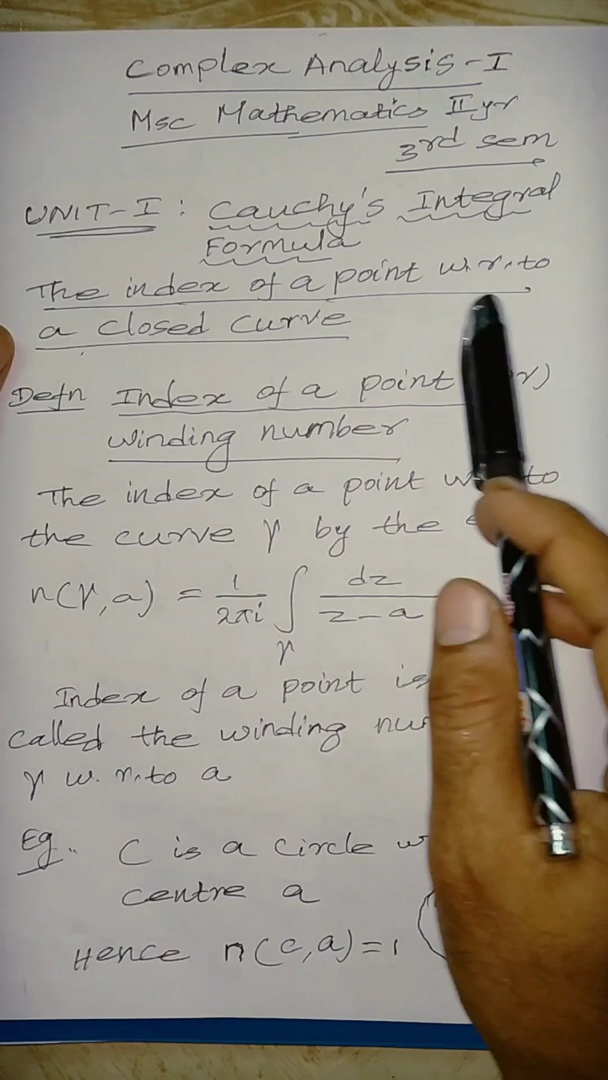 Complex Analysis-I
Msc Mathematics II yr
3rd sem
UNIT-I : Cauchy's Integral
Formula
The index of a point w.r.to
a closed curve
Defn Index of a point
winding number
The index of a point to
the curve γ by the
n(γ,a) = 1/2πi ∫γ dz/z-a
Index of a point is
called the winding
γ w.r.to a
Eg.. C is a circle
centre a
Hence n(c,a)=1